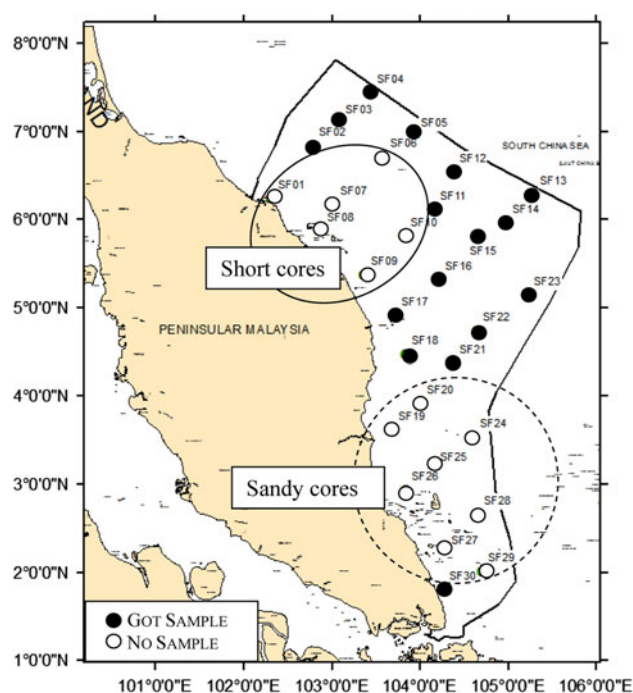 8°0'0"N
7°0'0"N
6°0'0"N
5°0'0"N
4°0'0"N
3°0'0"N
2°0'0"N
1°0'0"N
ND
SF04
SF03
SF05
SF02
SF06
SOUTH CHINA SEA
SF12
SF01
SF07
SF13
SF11
SF14
SF08
SF10
SF15
Short cores
SF09
SF16
SF23
SF17
SF22
PENINSULAR MALAYSIA
SF18
SF21
SF20
SF19
SF24
SF25
Sandy cores
SF26
SF28
SF27
SF29
SF30
GOT SAMPLE
NO SAMPLE
101°0'0"E 102°0'0"E 103°0'0"E 104°0'0"E 105°0'0"E 106°0'0"E